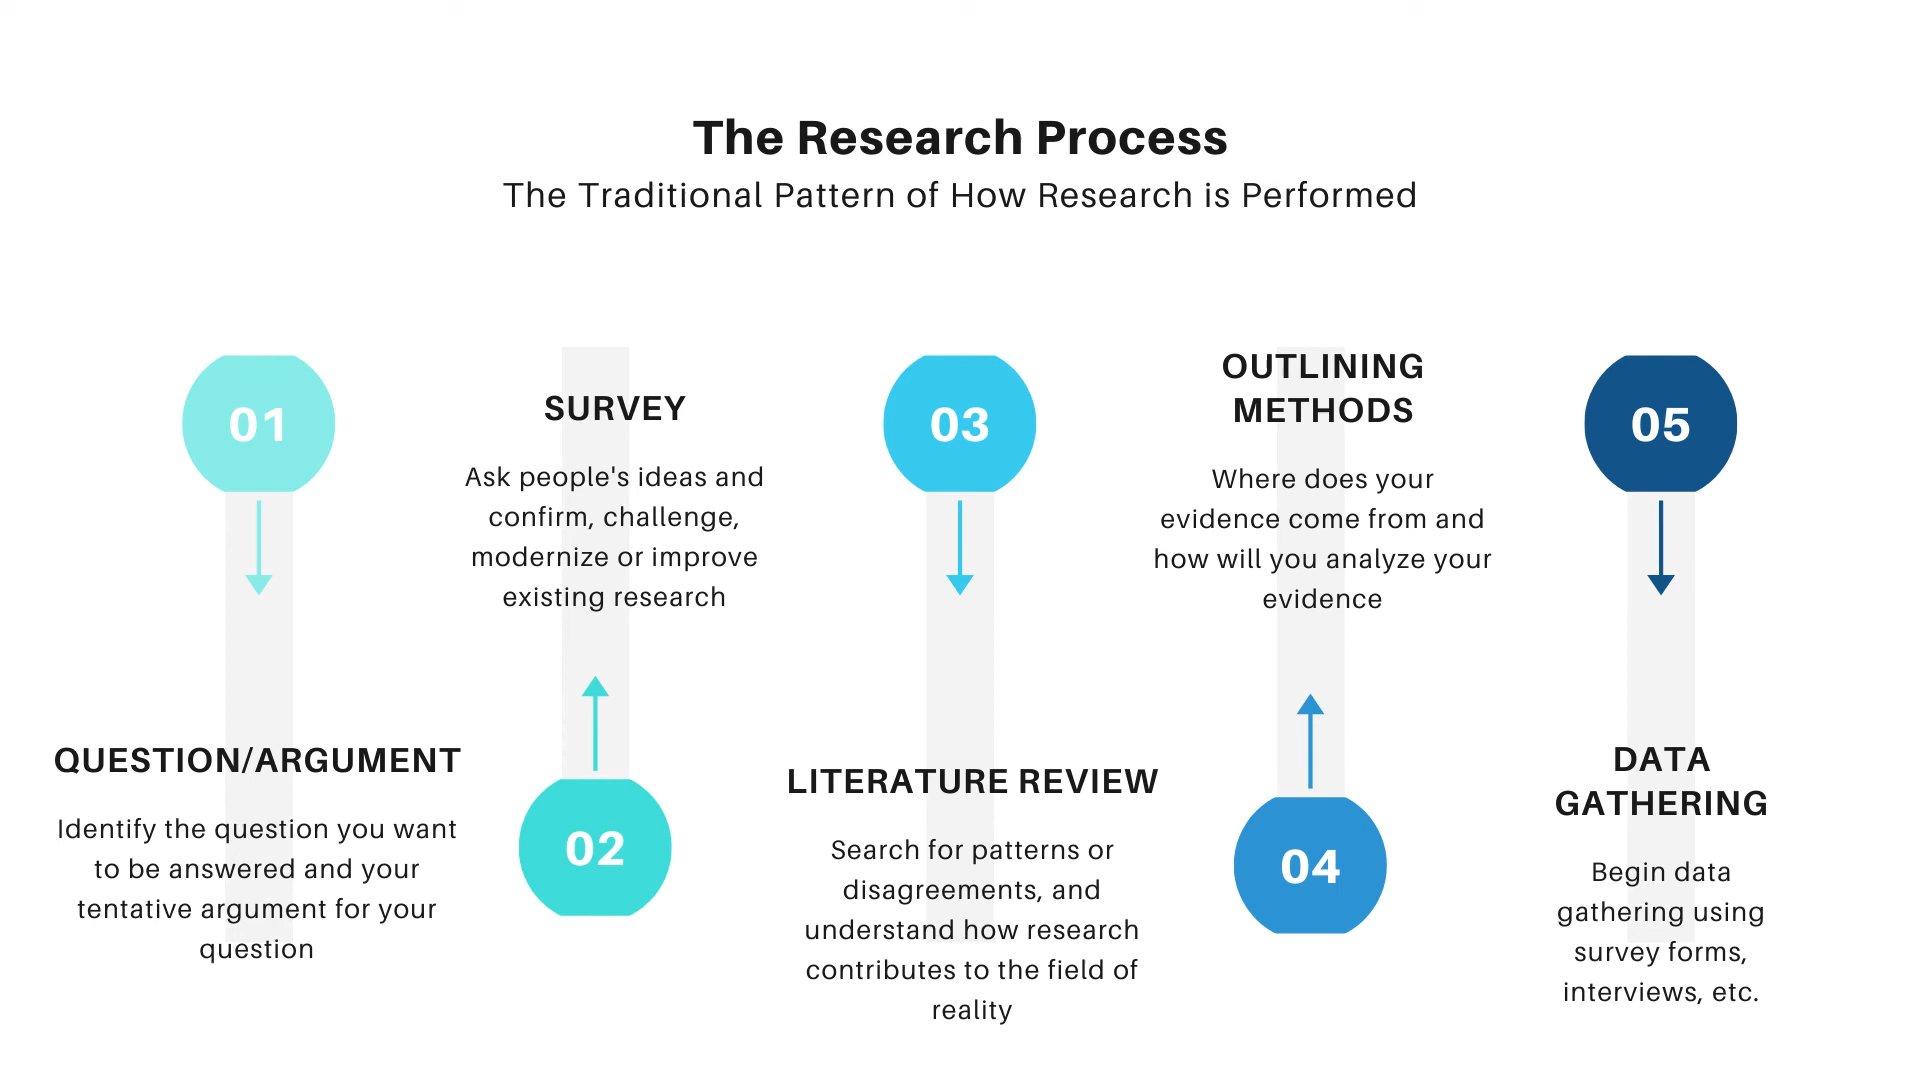 The Research Process
The Traditional Pattern of How Research is Performed
01
QUESTION/ARGUMENT
Identify the question you want
to be answered and your
tentative argument for your
question
SURVEY
Ask people's ideas and
confirm, challenge,
modernize or improve
existing research
02
03
LITERATURE REVIEW
Search for patterns or
disagreements, and
understand how research
contributes to the field of
reality
OUTLINING
METHODS
Where does your
evidence come from and
how will you analyze your
evidence
04
05
DATA
GATHERING
Begin data
gathering using
survey forms,
interviews, etc.